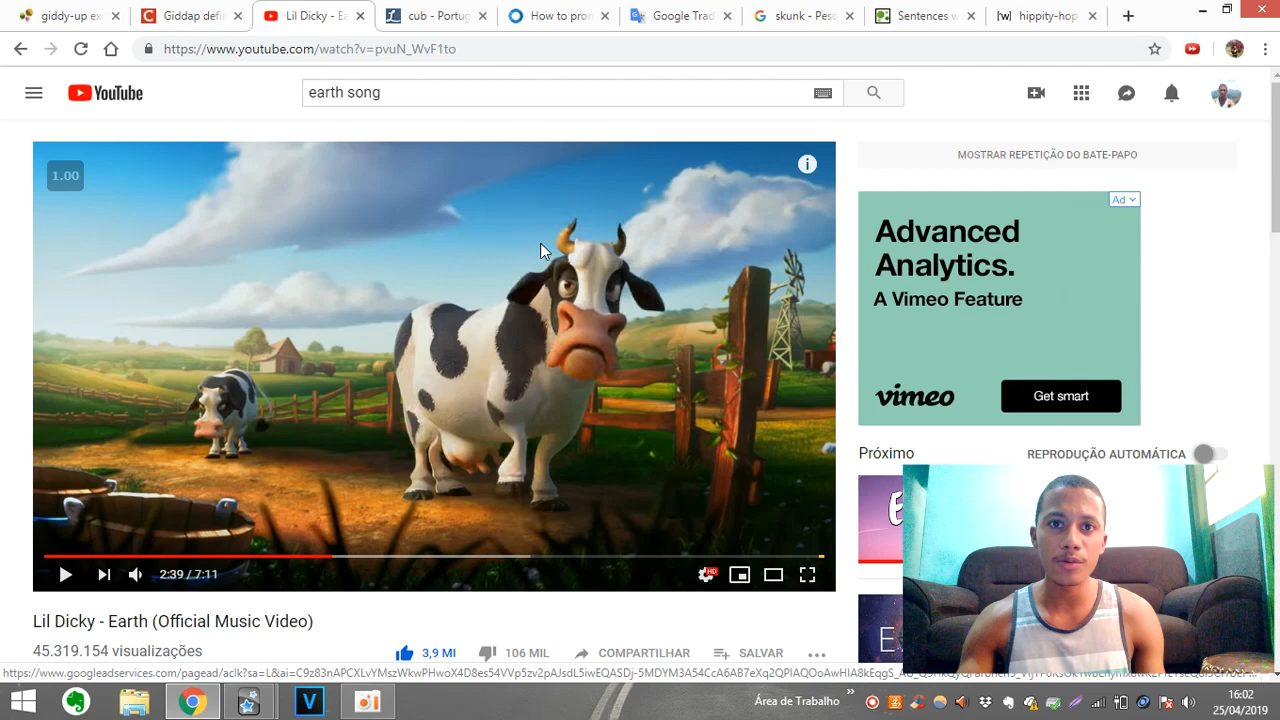 giddy-up ex
Giddap defi
Lil Dicky - Ea
cub - Portug
How to pron
Google Trad
skunk - Pesq
Sentences w
hippity-hop
https://www.youtube.com/watch?v=pvuN_WvF1to
YouTube
earth song
1.00
MOSTRAR REPETIÇÃO DO BATE-PAPO
Ad
Advanced
Analytics.
A Vimeo Feature
vimeo
Get smart
Próximo
REPRODUÇÃO AUTOMÁTICA
2:39 / 7:11
HD
Lil Dicky - Earth (Official Music Video)
45.319.154 visualizações
3,9 MI
106 MIL
COMPARTILHAR
SALVAR
Área de Trabalho
16:02
25/04/2019